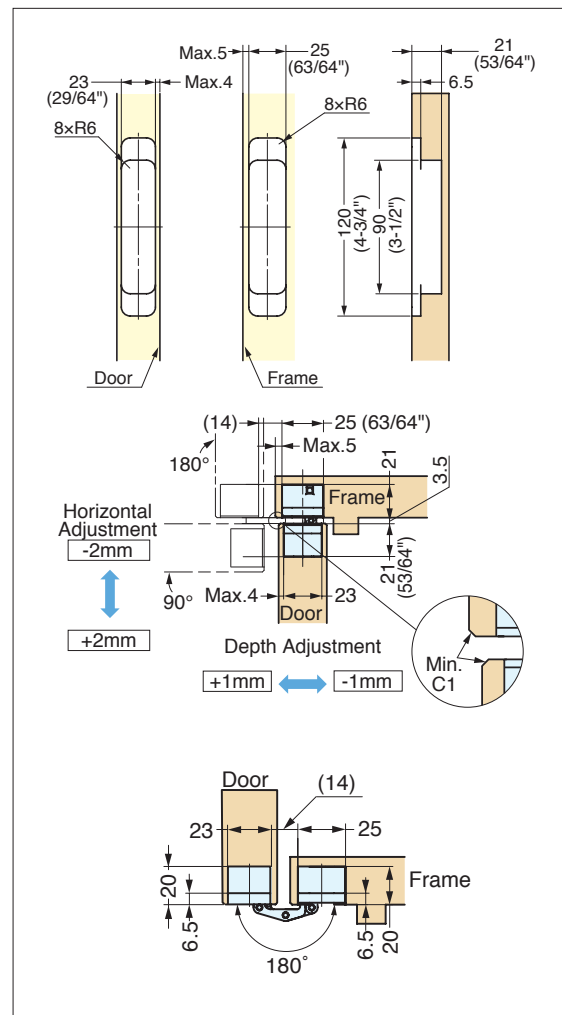 Max.5
25
(63/64")
21
(53/64")
23
(29/64")
Max.4
6.5
8×R6
8×R6
120
(4-3/4")
90
(3-1/2")
Door
Frame
(14)
25 (63/64")
Max.5
180°
21
3.5
Frame
Horizontal
Adjustment
-2mm
+2mm
90°
21
(53/64")
Max.4
23
Door
Depth Adjustment
+1mm
-1mm
Min.
C1
Door
(14)
23
25
Frame
20
6.5
6.5
20
180°